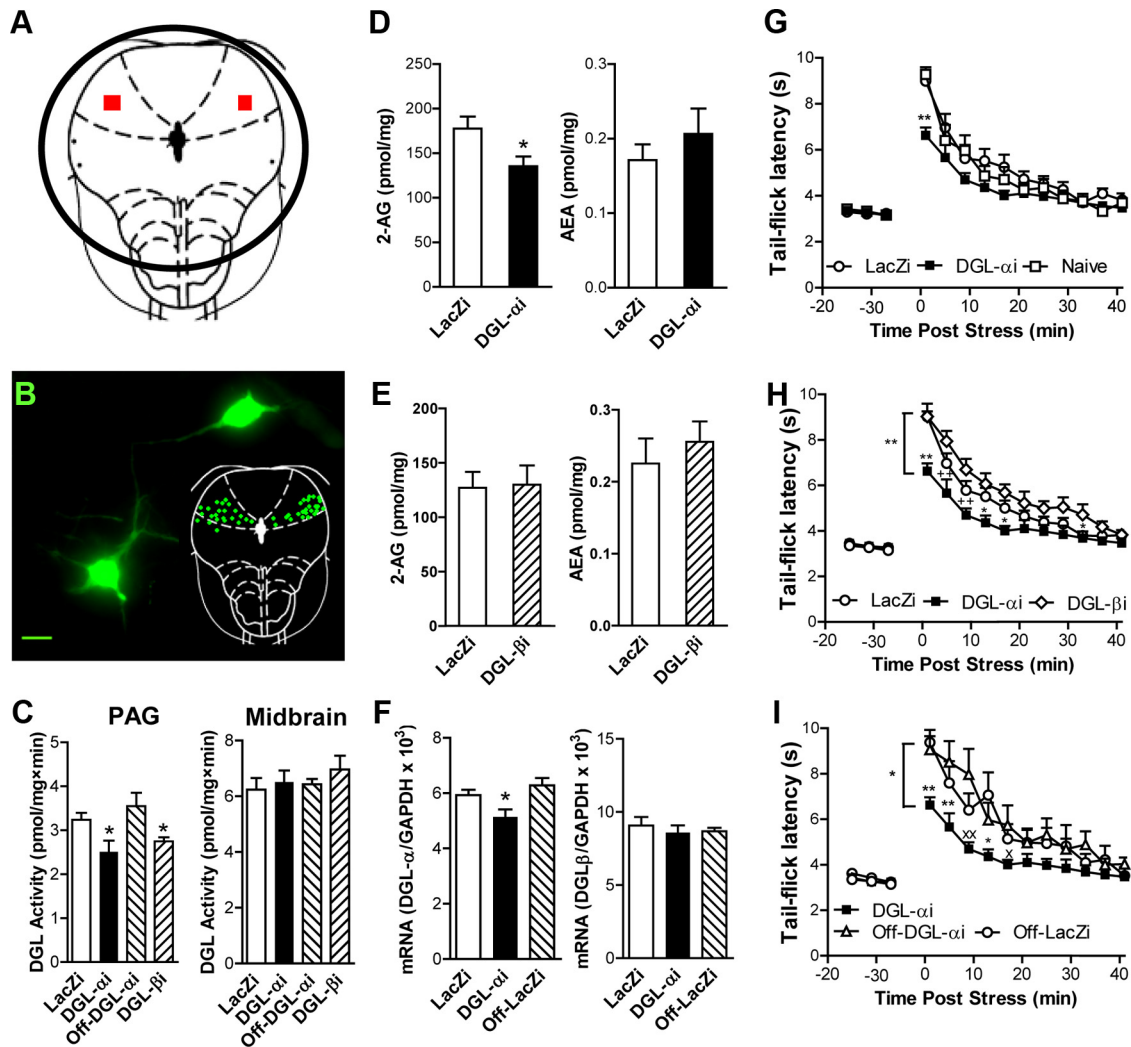 A
B
C
PAG
Midbrain
DGL Activity (pmol/mg×min)
5
4
3
2
1
0
*
*
LacZi
DGL-αi
Off-DGL-αi
DGL-βi
DGL Activity (pmol/mg×min)
8
6
4
2
0
LacZi
DGL-αi
Off-DGL-αi
DGL-βi
D
2-AG (pmol/mg)
250
200
150
100
50
0
*
LacZi
DGL-αi
AEA (pmol/mg)
0.3
0.2
0.1
0.0
LacZi
DGL-αi
E
2-AG (pmol/mg)
200
150
100
50
0
LacZi
DGL-βi
AEA (pmol/mg)
0.3
0.2
0.1
0.0
LacZi
DGL-βi
F
mRNA (DGL-α/GAPDH x 10³)
8
6
4
2
0
*
LacZi
DGL-αi
Off-LacZi
mRNA (DGLβ/GAPDH x 10³)
15
10
5
0
LacZi
DGL-αi
Off-LacZi
G
Tail-flick latency (s)
10
8
6
4
2
0
**
LacZi DGL-αi Naive
-20 -30 0 10 20 30 40
Time Post Stress (min)
H
Tail-flick latency (s)
10
8
6
4
2
0
**
**
++
++
*
*
*
LacZi DGL-αi DGL-βi
-20 -30 0 10 20 30 40
Time Post Stress (min)
I
Tail-flick latency (s)
10
8
6
4
2
0
*
**
**
xx
*
x
DGL-αi
Off-DGL-αi Off-LacZi
-20 -30 0 10 20 30 40
Time Post Stress (min)